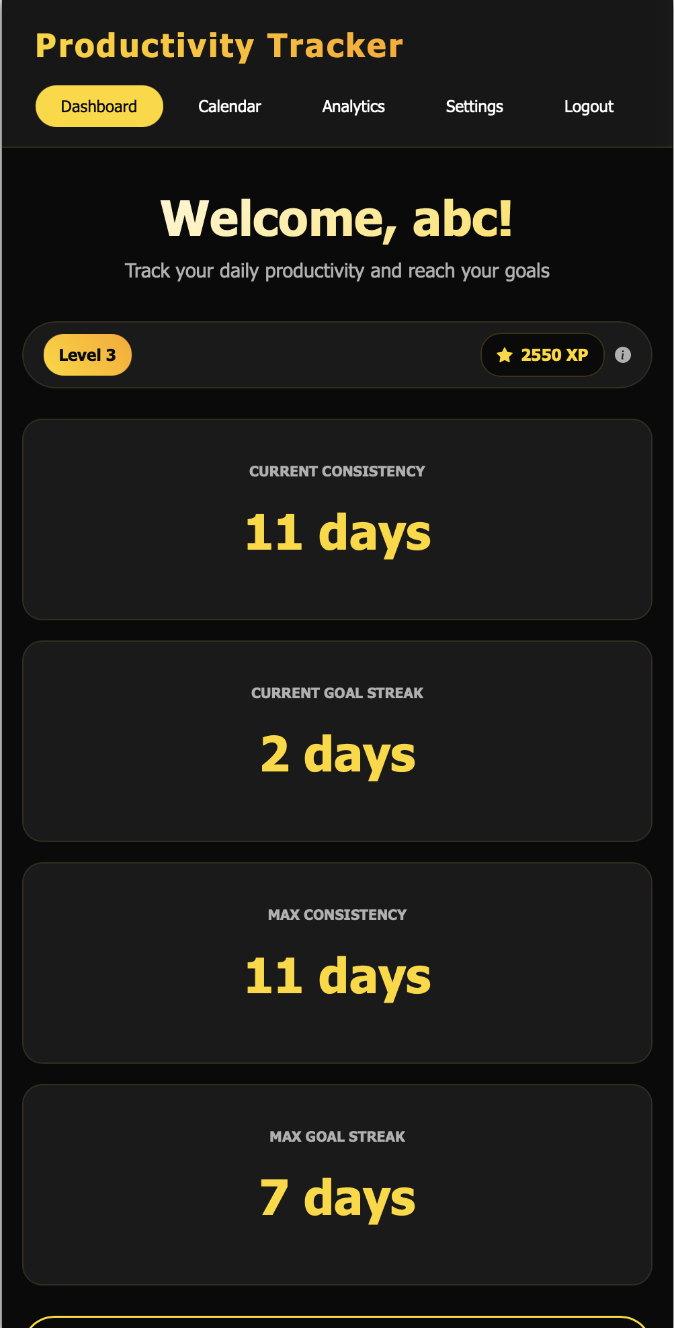 Productivity Tracker
Dashboard Calendar Analytics Settings Logout
Welcome, abc!
Track your daily productivity and reach your goals
Level 3 2550 XP
CURRENT CONSISTENCY
11 days
CURRENT GOAL STREAK
2 days
MAX CONSISTENCY
11 days
MAX GOAL STREAK
7 days